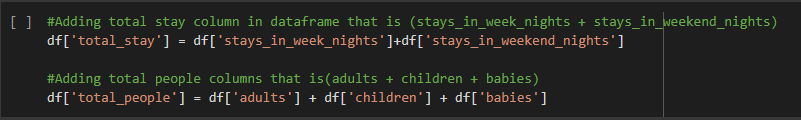 [ ] #Adding total stay column in dataframe that is (stays_in_week_nights + stays_in_weekend_nights)
df['total_stay'] = df['stays_in_week_nights']+df['stays_in_weekend_nights']
#Adding total people columns that is(adults + children + babies)
df['total_people'] = df['adults'] + df['children'] + df['babies']